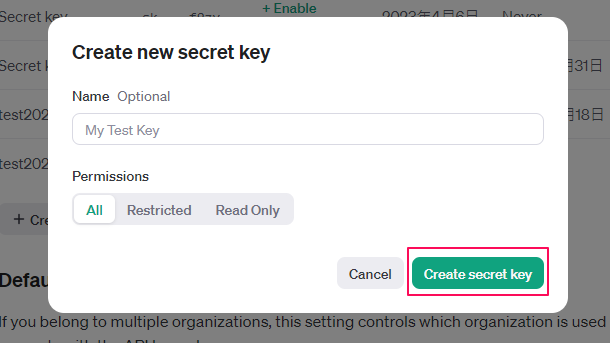 Secret key
sk-
f8zy
+ Enable
2023年4月6日
Never
Create new secret key
Secret k
月31日
Name Optional
test202
月18日
My Test Key
test202
Permissions
All
Restricted
Read Only
+ Cre
Cancel
Create secret key
Defau
If you belong to multiple organizations, this setting controls which organization is used